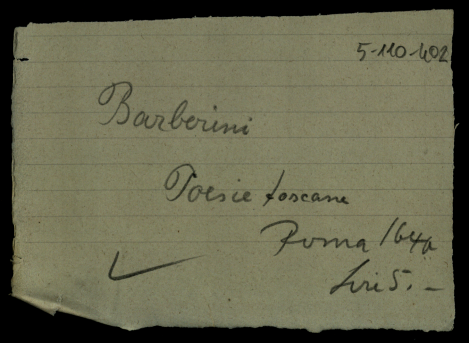 5-110-402
Barberini
Poesie toscane
Roma 1640
Lire 5. -